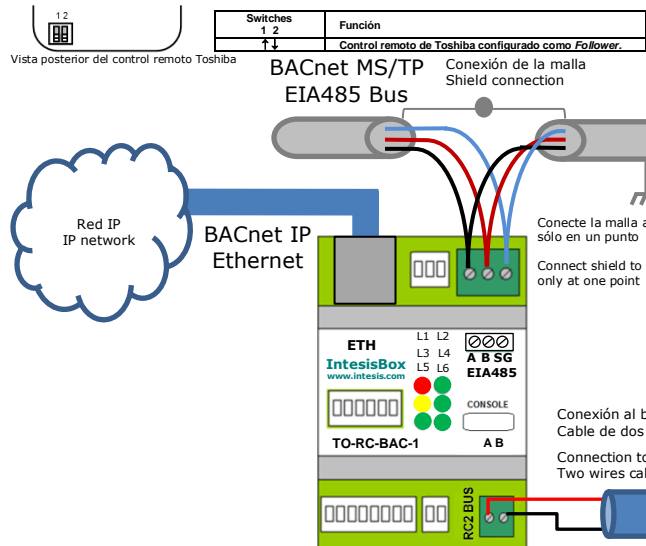 1 2
Vista posterior del control remoto Toshiba
Switches
1 2
Función
↑↓
Control remoto de Toshiba configurado como Follower.
BACnet MS/TP
EIA485 Bus
Conexión de la malla
Shield connection
Red IP
IP network
BACnet IP
Ethernet
Conecte la malla a
sólo en un punto
Connect shield to
only at one point
ETH
IntesisBox
www.intesis.com
L1 L2
L3 L4
L5 L6
A B SG
EIA485
CONSOLE
TO-RC-BAC-1
A B
Conexión al b
Cable de dos
Connection to
Two wires cab
RC2 BUS